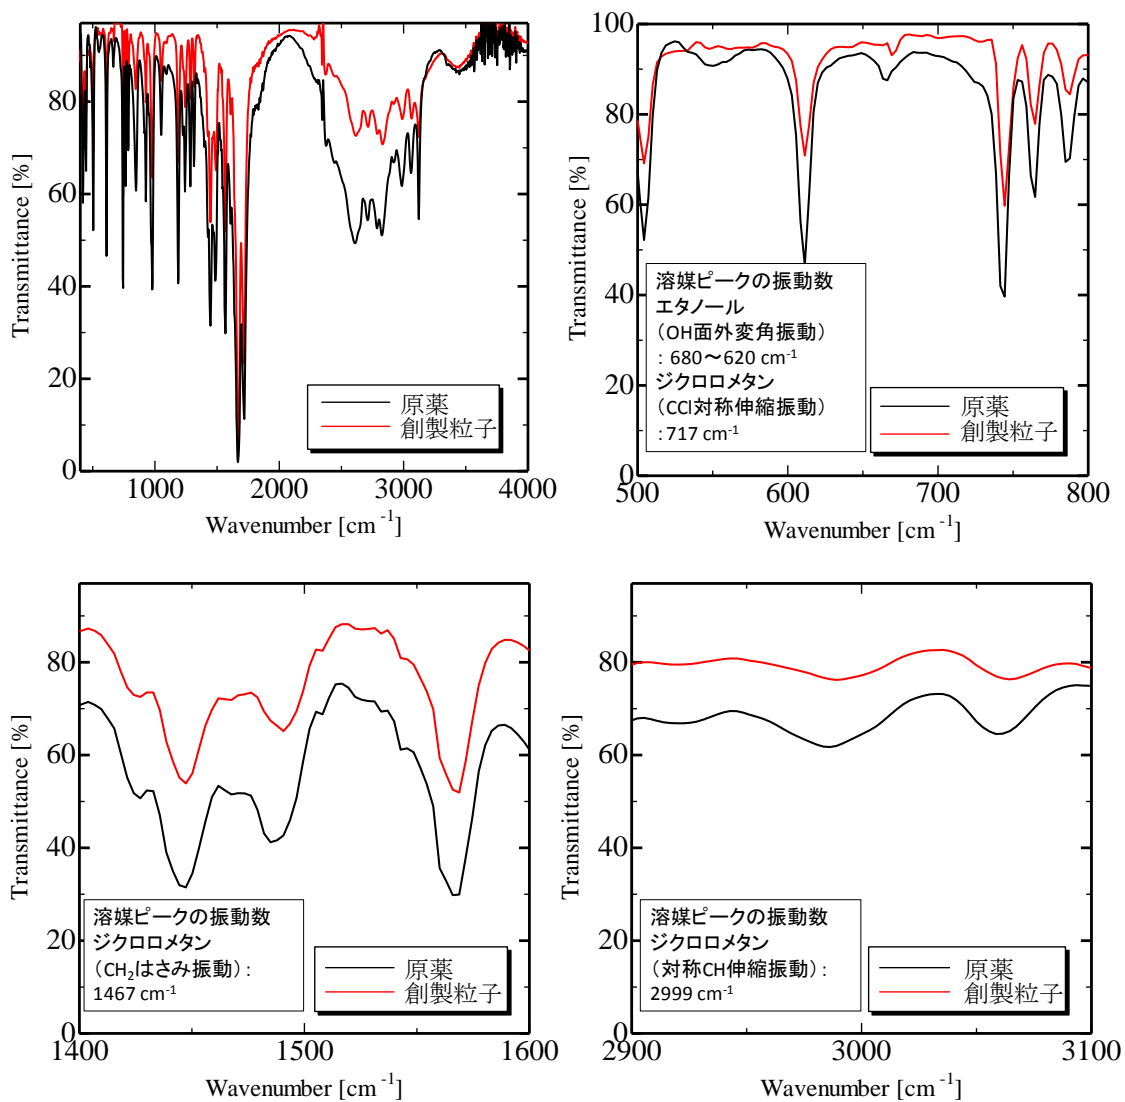 Transmittance [%]
80
60
40
20
0
原薬
創製粒子
1000
2000
3000
4000
Wavenumber [cm⁻¹]
Transmittance [%]
100
80
60
40
20
0
溶媒ピークの振動数
エタノール
（OH面外変角振動）
：680～620 cm⁻¹
ジクロロメタン
（CCl対称伸縮振動）
：717 cm⁻¹
原薬
創製粒子
500
600
700
800
Wavenumber [cm⁻¹]
Transmittance [%]
80
60
40
20
0
溶媒ピークの振動数
ジクロロメタン
（CH₂はさみ振動）：
1467 cm⁻¹
原薬
創製粒子
1400
1500
1600
Wavenumber [cm⁻¹]
Transmittance [%]
80
60
40
20
0
溶媒ピークの振動数
ジクロロメタン
（対称CH伸縮振動）：
2999 cm⁻¹
原薬
創製粒子
2900
3000
3100
Wavenumber [cm⁻¹]